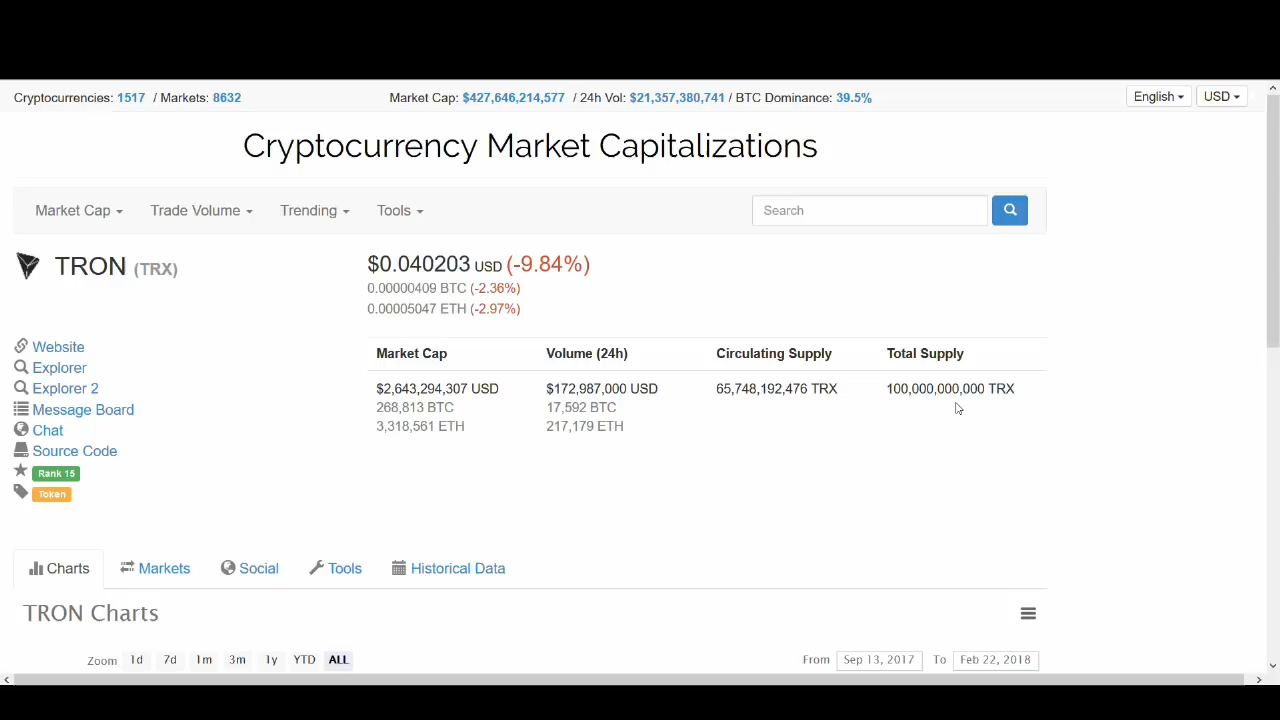 Cryptocurrencies: 1517 / Markets: 8632 Market Cap: $427,646,214,577 / 24h Vol: $21,357,380,741 / BTC Dominance: 39.5% English USD
Cryptocurrency Market Capitalizations
Market Cap Trade Volume Trending Tools Search
TRON (TRX) $0.040203 USD (-9.84%)
0.00000409 BTC (-2.36%)
0.00005047 ETH (-2.97%)
Website
Explorer
Explorer 2
Message Board
Chat
Source Code
Rank 15
Token
Market Cap Volume (24h) Circulating Supply Total Supply
$2,643,294,307 USD $172,987,000 USD 65,748,192,476 TRX 100,000,000,000 TRX
268,813 BTC 17,592 BTC
3,318,561 ETH 217,179 ETH
Charts Markets Social Tools Historical Data
TRON Charts
Zoom 1d 7d 1m 3m 1y YTD ALL From Sep 13, 2017 To Feb 22, 2018